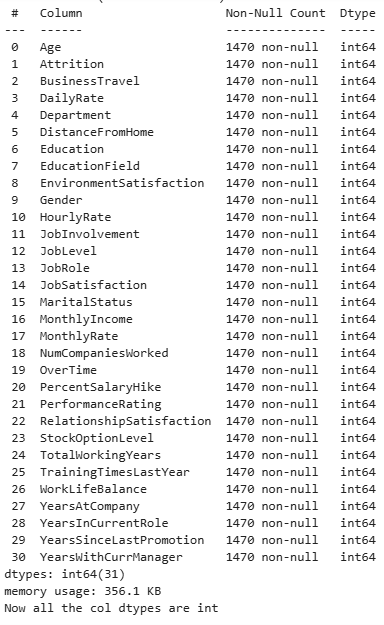 #   Column                    Non-Null Count  Dtype
---  ------                    --------------  -----
 0   Age                       1470 non-null   int64
 1   Attrition                 1470 non-null   int64
 2   BusinessTravel            1470 non-null   int64
 3   DailyRate                 1470 non-null   int64
 4   Department                1470 non-null   int64
 5   DistanceFromHome          1470 non-null   int64
 6   Education                 1470 non-null   int64
 7   EducationField            1470 non-null   int64
 8   EnvironmentSatisfaction   1470 non-null   int64
 9   Gender                    1470 non-null   int64
 10  HourlyRate                1470 non-null   int64
 11  JobInvolvement            1470 non-null   int64
 12  JobLevel                  1470 non-null   int64
 13  JobRole                   1470 non-null   int64
 14  JobSatisfaction           1470 non-null   int64
 15  MaritalStatus             1470 non-null   int64
 16  MonthlyIncome             1470 non-null   int64
 17  MonthlyRate               1470 non-null   int64
 18  NumCompaniesWorked        1470 non-null   int64
 19  OverTime                  1470 non-null   int64
 20  PercentSalaryHike         1470 non-null   int64
 21  PerformanceRating         1470 non-null   int64
 22  RelationshipSatisfaction  1470 non-null   int64
 23  StockOptionLevel          1470 non-null   int64
 24  TotalWorkingYears         1470 non-null   int64
 25  TrainingTimesLastYear     1470 non-null   int64
 26  WorkLifeBalance           1470 non-null   int64
 27  YearsAtCompany            1470 non-null   int64
 28  YearsInCurrentRole        1470 non-null   int64
 29  YearsSinceLastPromotion   1470 non-null   int64
 30  YearsWithCurrManager      1470 non-null   int64
dtypes: int64(31)
memory usage: 356.1 KB
Now all the col dtypes are int